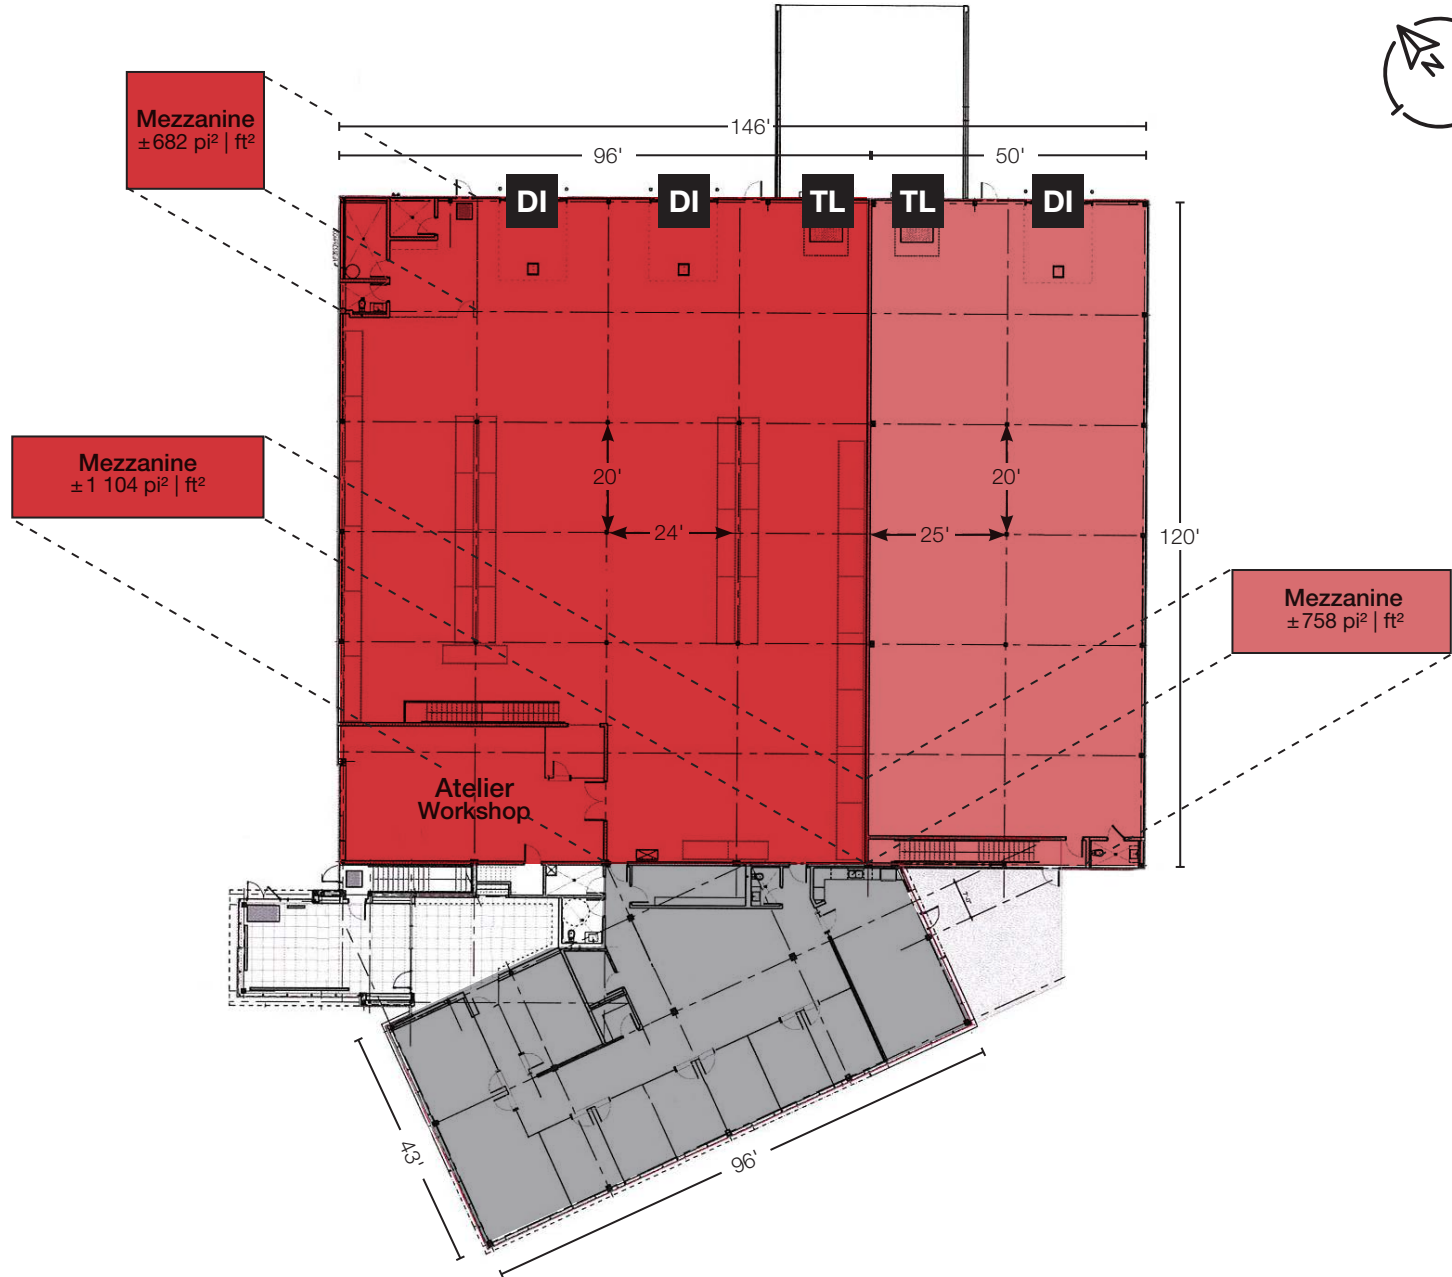 N
146'
96'
50'
Mezzanine
±682 pi² | ft²
DI
DI
TL
TL
DI
Mezzanine
±1 104 pi² | ft²
20'
24'
20'
25'
120'
Mezzanine
±758 pi² | ft²
Atelier
Workshop
43'
96'